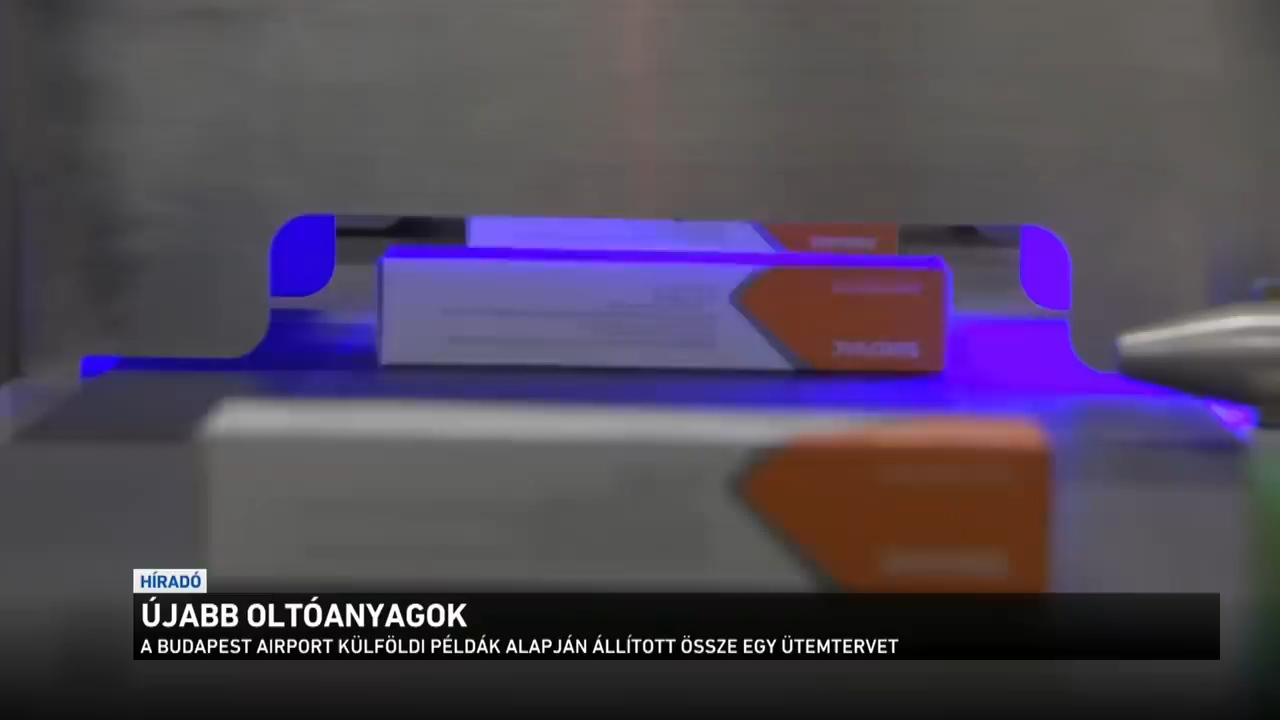 HÍRADÓ
ÚJABB OLTÓANYAGOK
A BUDAPEST AIRPORT KÜLFÖLDI PÉLDÁK ALAPJÁN ÁLLÍTOTT ÖSSZE EGY ÜTEMTERVET